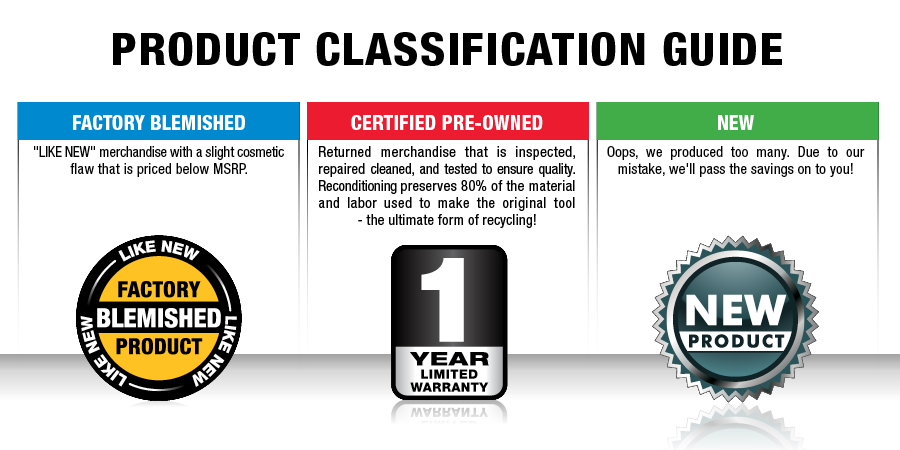 PRODUCT CLASSIFICATION GUIDE
FACTORY BLEMISHED
"LIKE NEW" merchandise with a slight cosmetic
flaw that is priced below MSRP.
LIKE NEW
FACTORY
BLEMISHED
PRODUCT
LIKE NEW
LIKE NEW
LIKE NEW
LIKE NEW
CERTIFIED PRE-OWNED
Returned merchandise that is inspected,
repaired cleaned, and tested to ensure quality.
Reconditioning preserves 80% of the material
and labor used to make the original tool
- the ultimate form of recycling!
1
YEAR
LIMITED
WARRANTY
NEW
Oops, we produced too many. Due to our
mistake, we'll pass the savings on to you!
NEW
PRODUCT